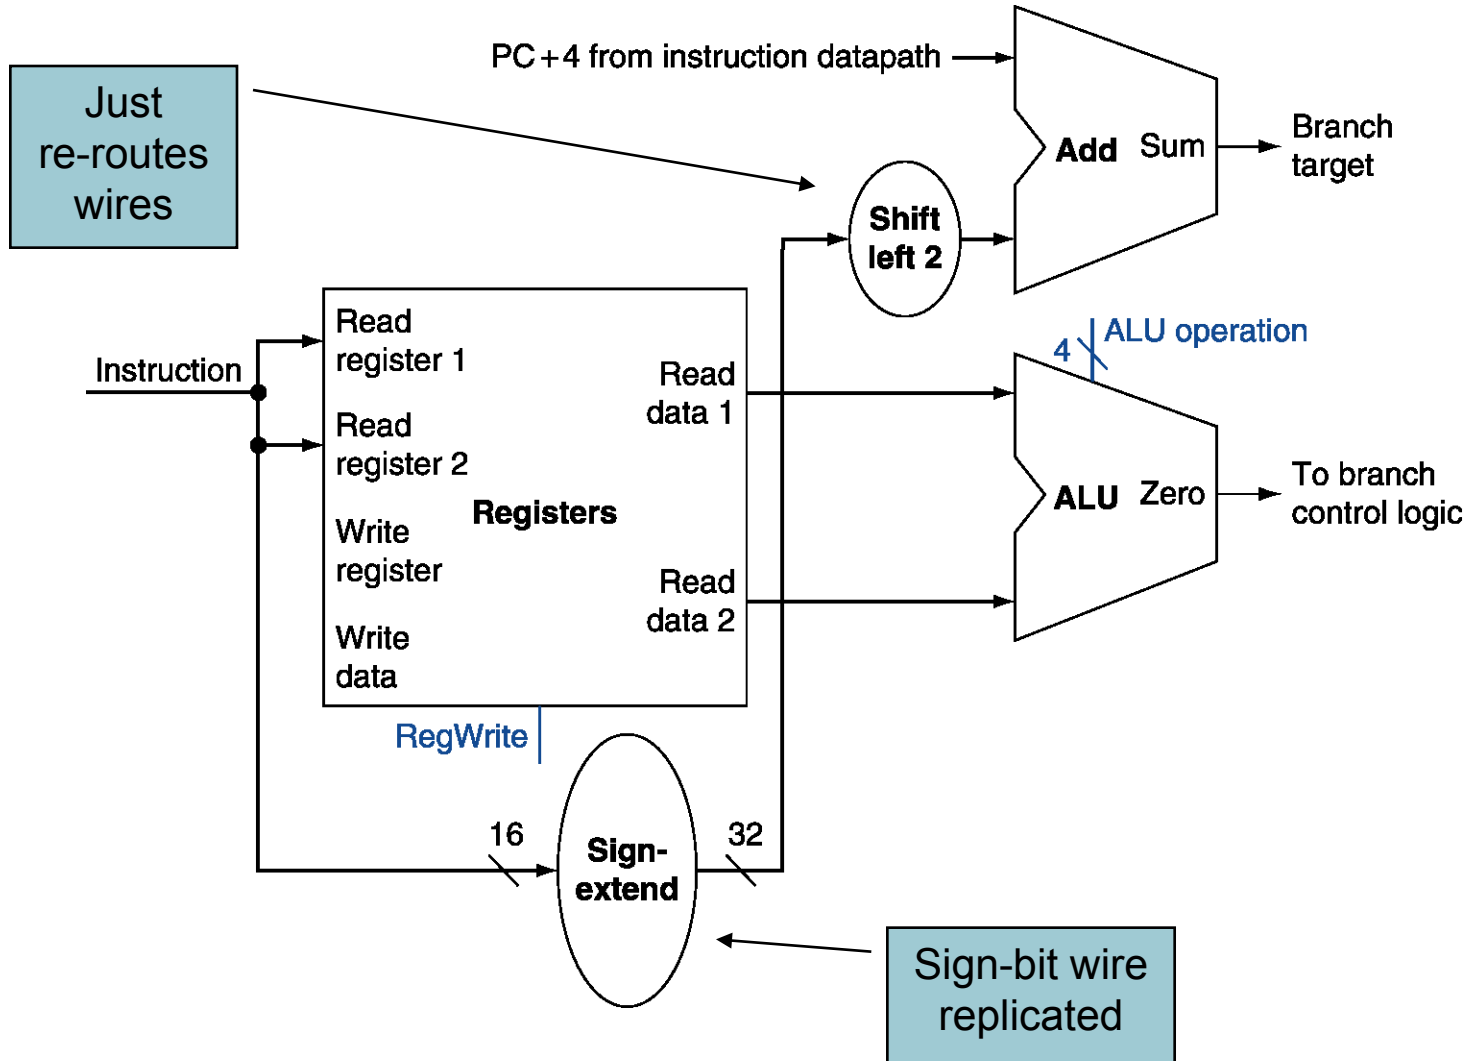 PC+4 from instruction datapath
Just
re-routes
wires
Add
Sum
Branch
target
Shift
left 2
Instruction
Read
register 1
Read
register 2
Write
register
Write
data
Registers
Read
data 1
Read
data 2
RegWrite
4
ALU operation
ALU
Zero
To branch
control logic
16
Sign-
extend
32
Sign-bit wire
replicated